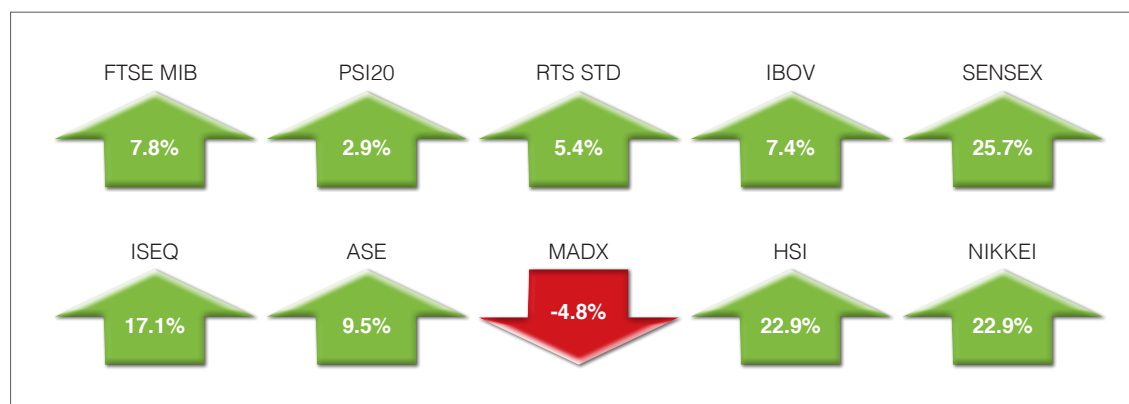 FTSE MIB PSI20 RTS STD IBOV SENSEX
7.8% 2.9% 5.4% 7.4% 25.7%
ISEQ ASE MADX HSI NIKKEI
17.1% 9.5% -4.8% 22.9% 22.9%